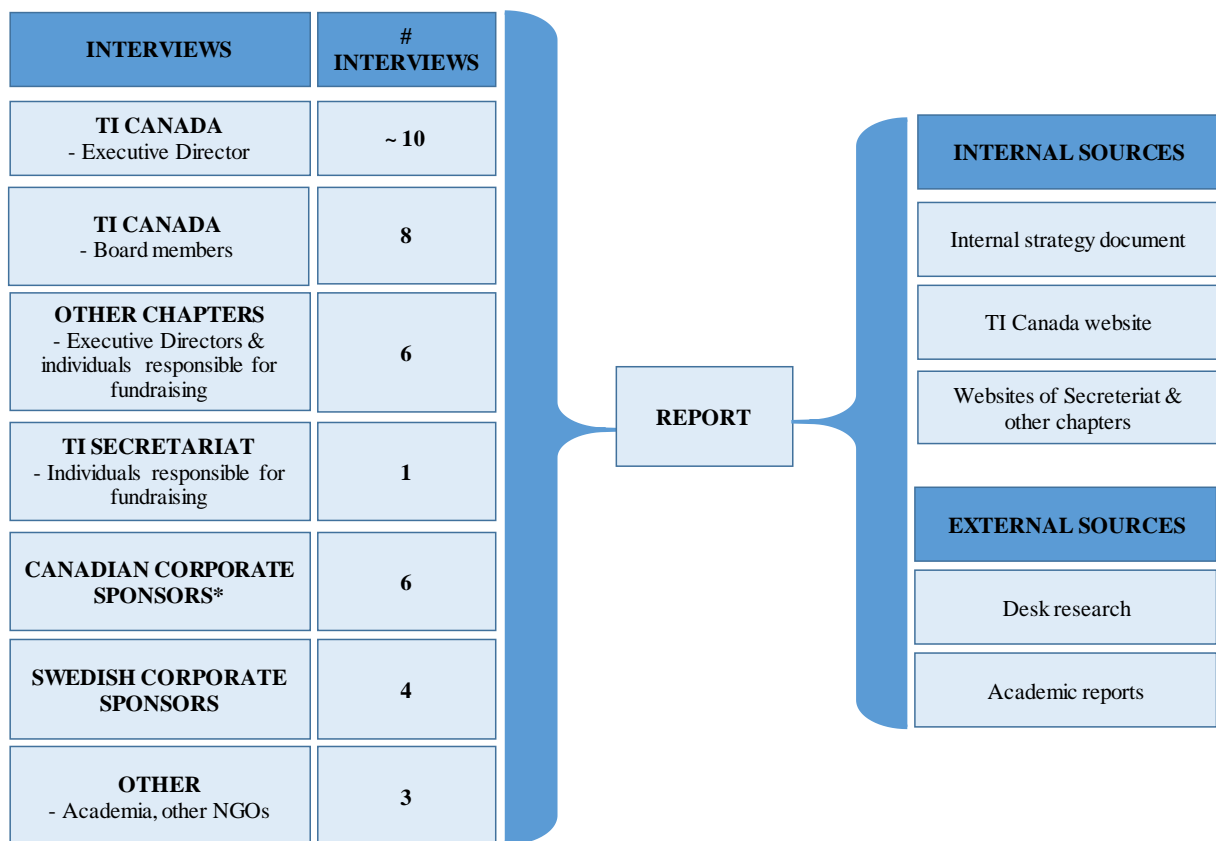 INTERVIEWS
#
INTERVIEWS
TI CANADA
- Executive Director
~ 10
TI CANADA
- Board members
8
OTHER CHAPTERS
- Executive Directors &
individuals responsible for
fundraising
6
TI SECRETARIAT
- Individuals responsible for
fundraising
1
CANADIAN CORPORATE
SPONSORS*
6
SWEDISH CORPORATE
SPONSORS
4
OTHER
- Academia, other NGOs
3
REPORT
INTERNAL SOURCES
Internal strategy document
TI Canada website
Websites of Secreteriat &
other chapters
EXTERNAL SOURCES
Desk research
Academic reports